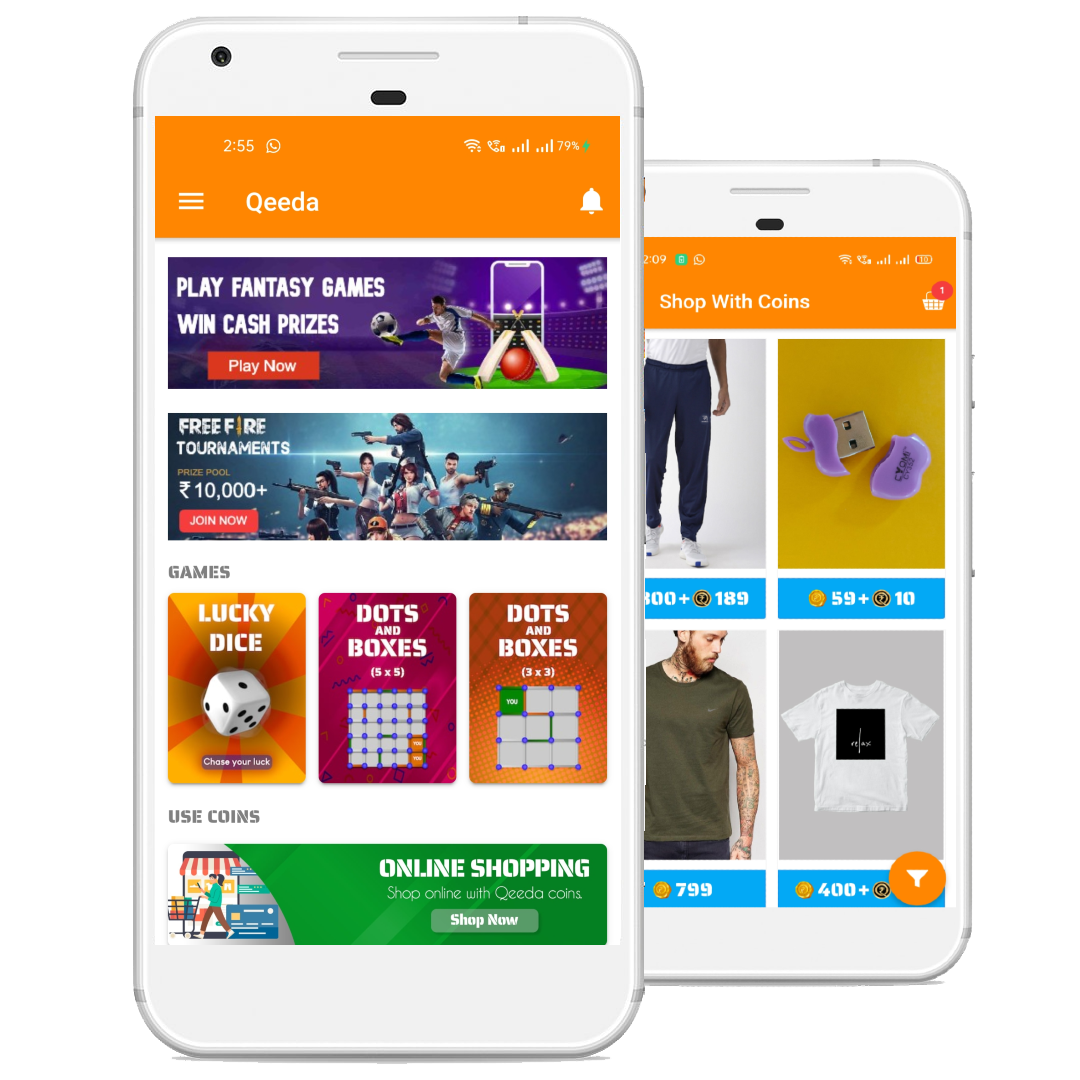 2:55
79%
Qeeda
PLAY FANTASY GAMES
WIN CASH PRIZES
Play Now
FREE FIRE
TOURNAMENTS
PRIZE POOL
₹10,000+
JOIN NOW
GAMES
LUCKY
DICE
Chase your luck
DOTS
AND
BOXES
(5 x 5)
YOU
YOU
DOTS
AND
BOXES
(3 x 3)
YOU
USE COINS
ONLINE SHOPPING
Shop online with Qeeda coins.
Shop Now
2:09
Shop With Coins
1
300+ 189
59+ 10
799
relax
400+